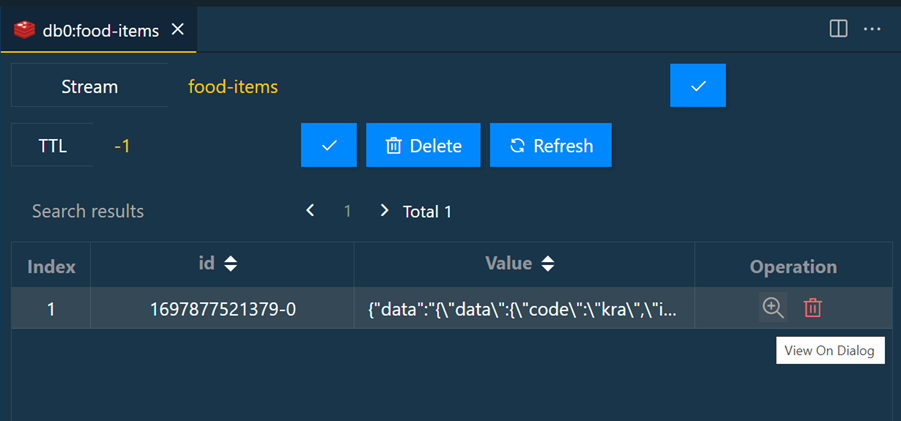 db0:food-items
Stream food-items
TTL -1 Delete Refresh
Search results 1 Total 1
Index id Value Operation
1 1697877521379-0 {"data":"{\"data\":{\"code\":\"kra\",\"i...
View On Dialog